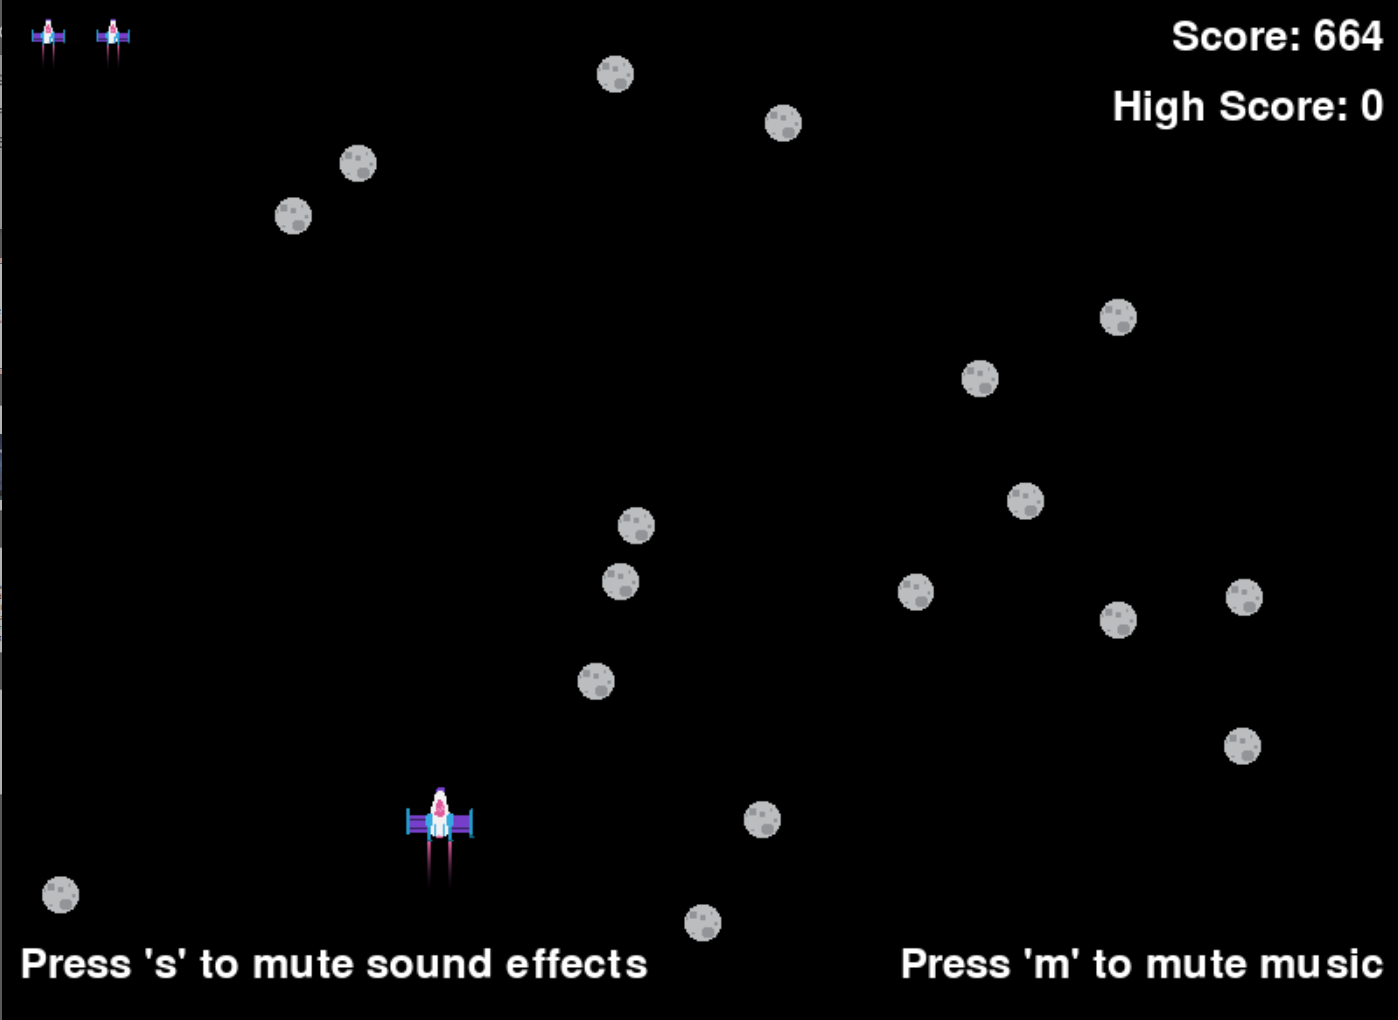 Score: 664
High Score: 0
Press 's' to mute sound effects
Press 'm' to mute music